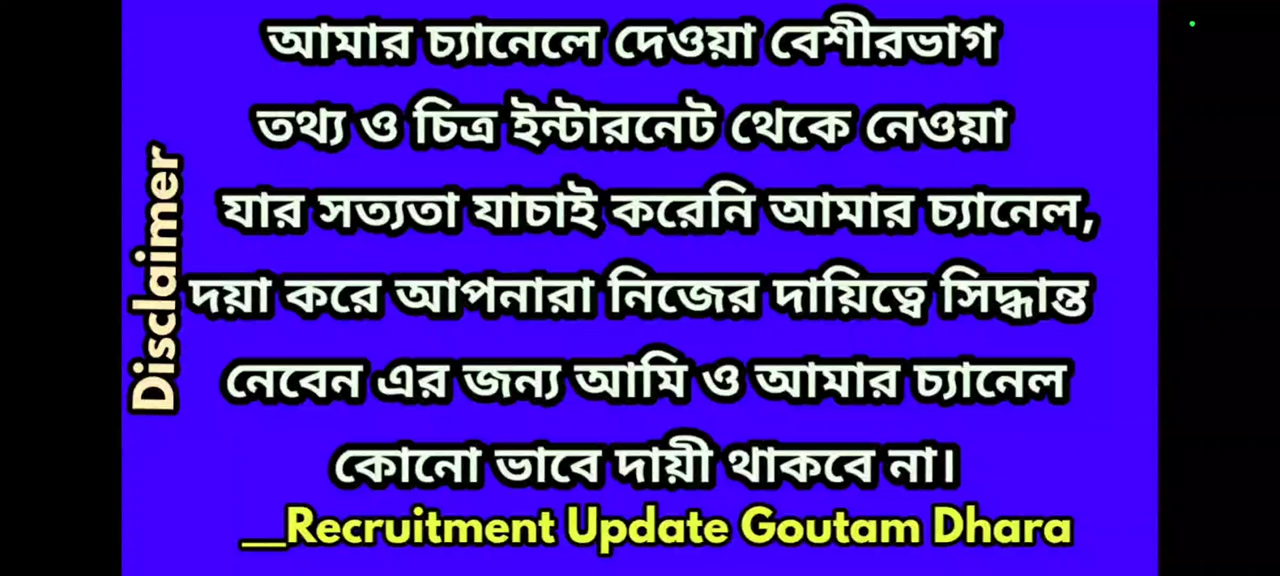 আমার চ্যানেলে দেওয়া বেশীরভাগ
তথ্য ও চিত্র ইন্টারনেট থেকে নেওয়া
যার সত্যতা যাচাই করেনি আমার চ্যানেল,
দয়া করে আপনারা নিজের দায়িত্বে সিদ্ধান্ত
নেবেন এর জন্য আমি ও আমার চ্যানেল
কোনো ভাবে দায়ী থাকবে না।
__Recruitment Update Goutam Dhara
Disclaimer